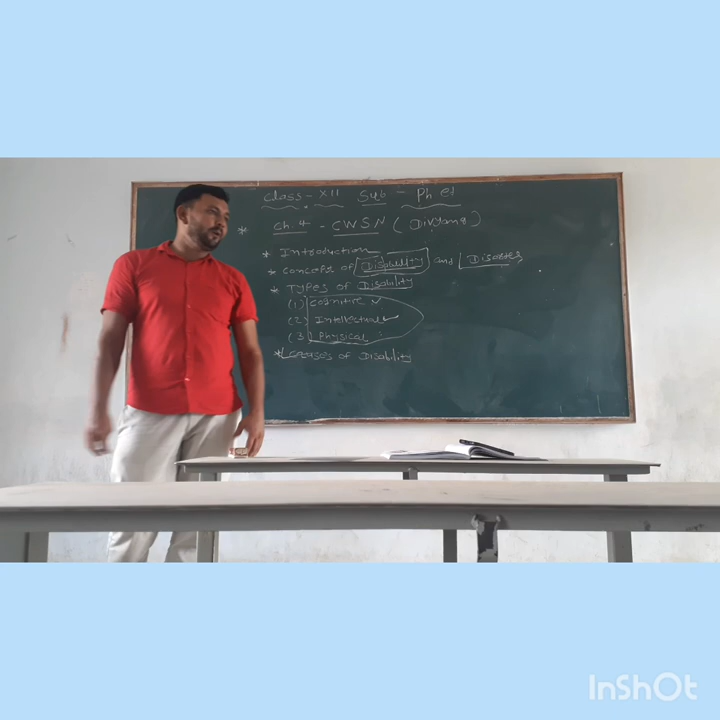 Class - XII Sub - Ph Ed
* Ch. 4 - CWSN (Divyang)
* Introduction
* Concept of Disability and Disorder
* Types of Disability
(1) Cognitive
(2) Intellectual
(3) Physical
* Causes of Disability
InShOt